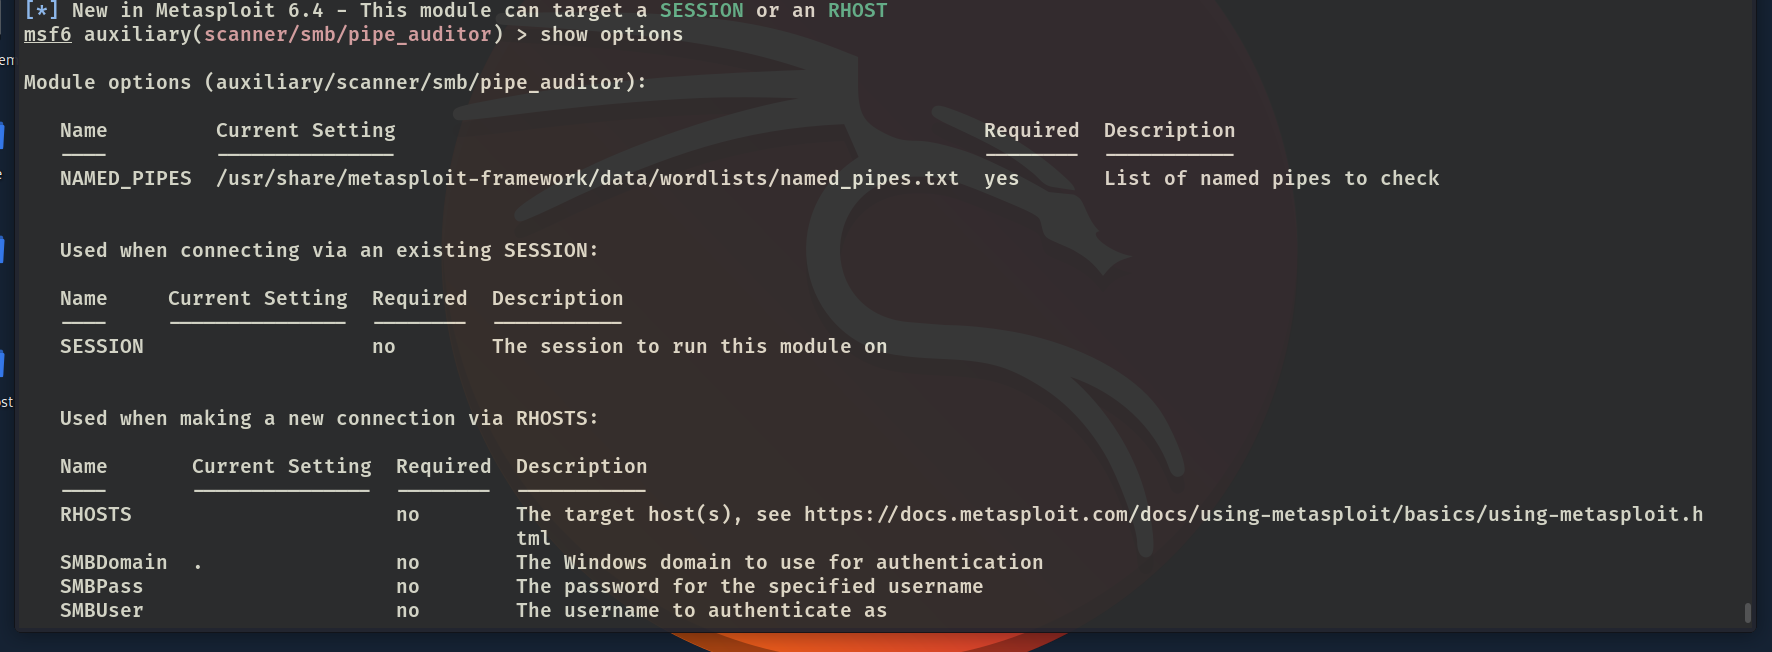 [*] New in Metasploit 6.4 - This module can target a SESSION or an RHOST
msf6 auxiliary(scanner/smb/pipe_auditor) > show options
Module options (auxiliary/scanner/smb/pipe_auditor):
Name Current Setting Required Description
NAMED_PIPES /usr/share/metasploit-framework/data/wordlists/named_pipes.txt yes List of named pipes to check
Used when connecting via an existing SESSION:
Name Current Setting Required Description
SESSION no The session to run this module on
Used when making a new connection via RHOSTS:
Name Current Setting Required Description
RHOSTS no The target host(s), see https://docs.metasploit.com/docs/using-metasploit/basics/using-metasploit.h
tml
SMBDomain . no The Windows domain to use for authentication
SMBPass no The password for the specified username
SMBUser no The username to authenticate as